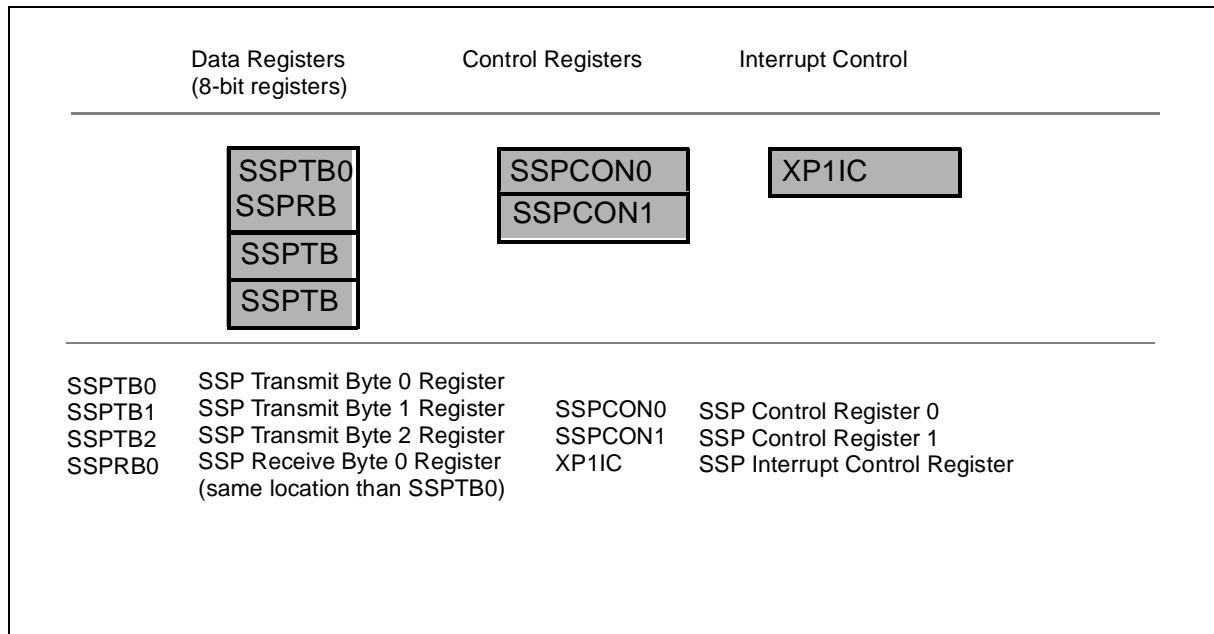 Data Registers
(8-bit registers)
Control Registers
Interrupt Control
SSPTB0
SSPRB
SSPTB
SSPTB
SSPCON0
SSPCON1
XP1IC
SSPTB0 SSP Transmit Byte 0 Register
SSPTB1 SSP Transmit Byte 1 Register
SSPTB2 SSP Transmit Byte 2 Register
SSPRB0 SSP Receive Byte 0 Register
(same location than SSPTB0)
SSPCON0 SSP Control Register 0
SSPCON1 SSP Control Register 1
XP1IC SSP Interrupt Control Register